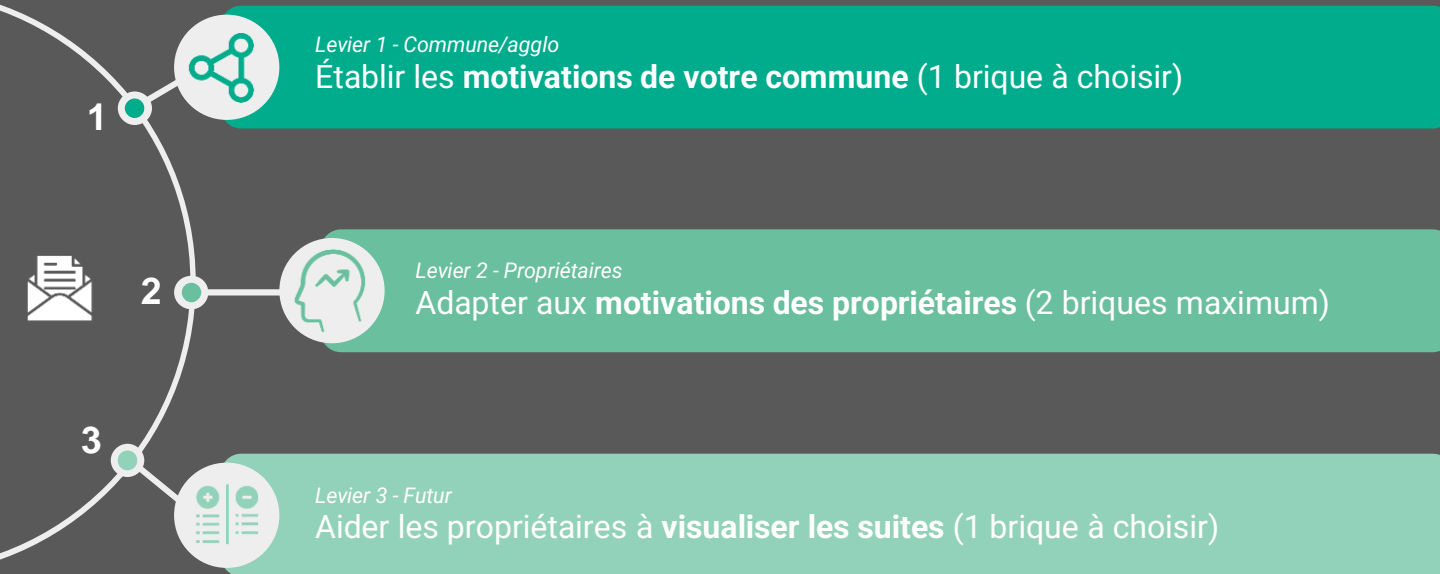 1
Levier 1 - Commune/agglo
Établir les motivations de votre commune (1 brique à choisir)
2
Levier 2 - Propriétaires
Adapter aux motivations des propriétaires (2 briques maximum)
3
Levier 3 - Futur
Aider les propriétaires à visualiser les suites (1 brique à choisir)